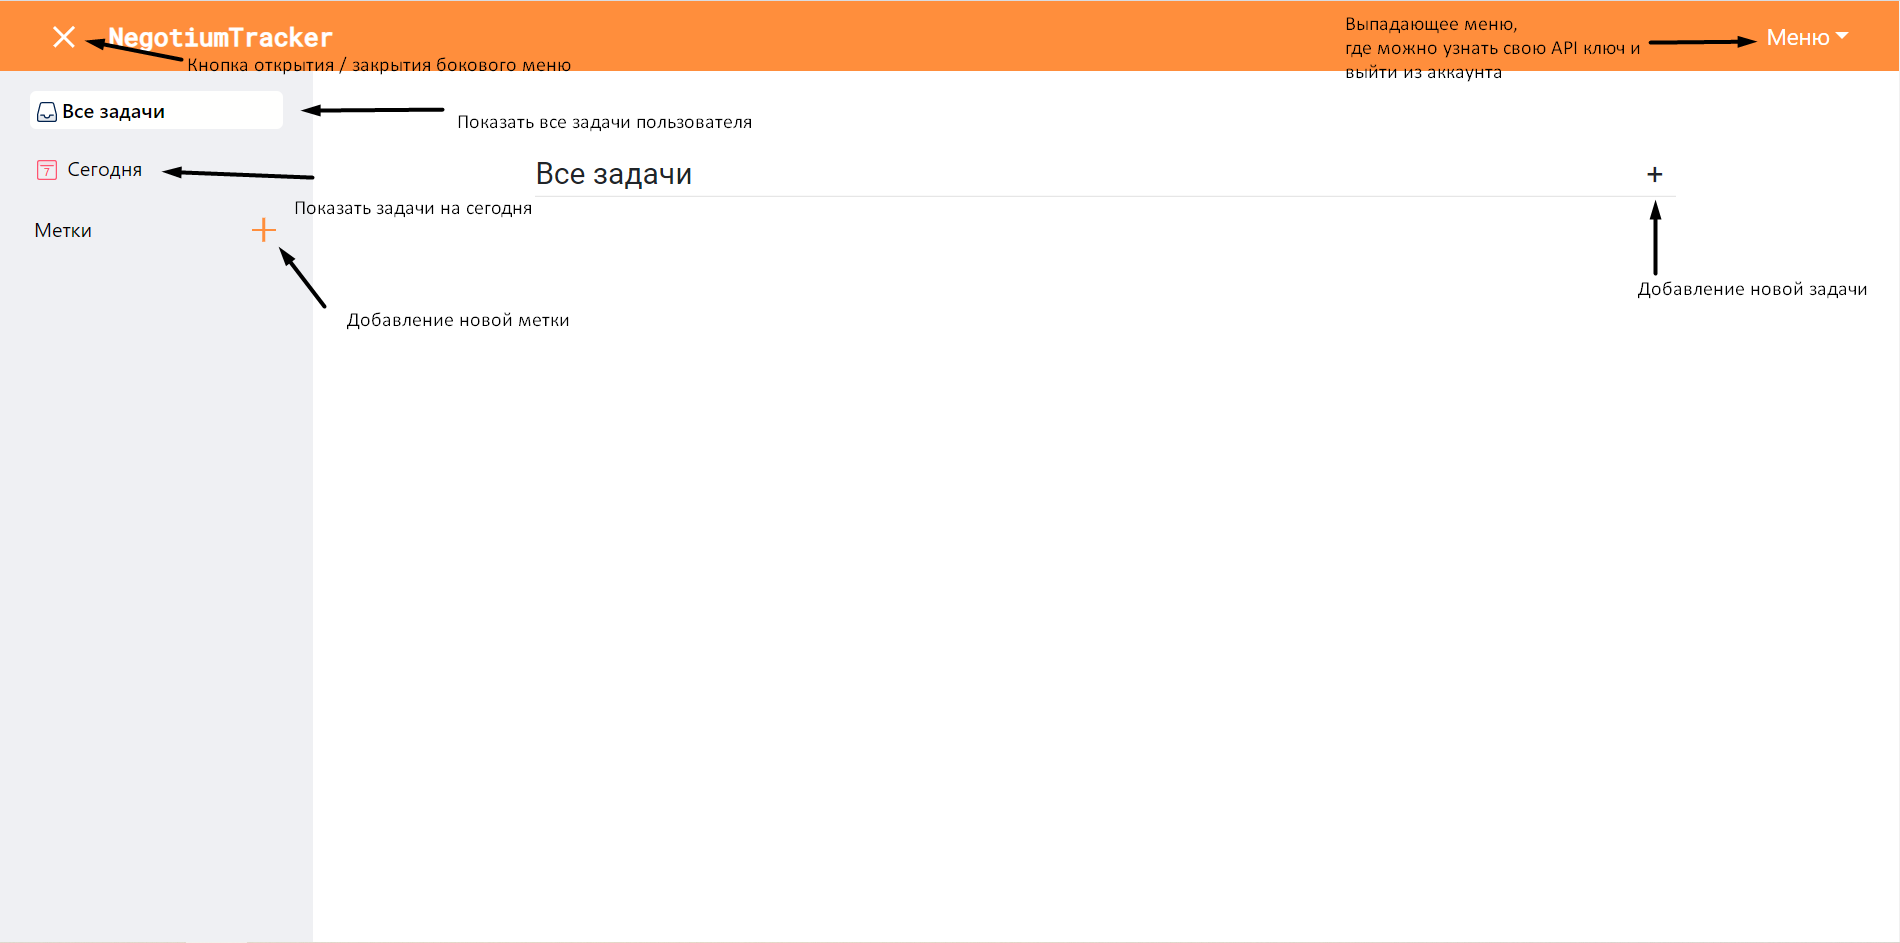 NegotiumTracker
Кнопка открытия / закрытия бокового меню
Выпадающее меню,
где можно узнать свою API ключ и
выйти из аккаунта
Меню
Все задачи
Показать все задачи пользователя
7 Сегодня
Показать задачи на сегодня
Все задачи
+
Метки
Добавление новой метки
Добавление новой задачи